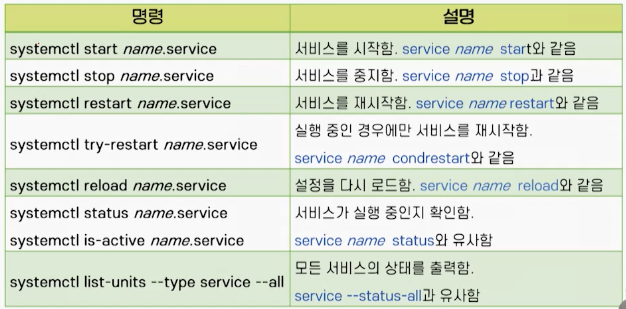 명령 설명
systemctl start name.service 서비스를 시작함. service name start와 같음
systemctl stop name.service 서비스를 중지함. service name stop과 같음
systemctl restart name.service 서비스를 재시작함. service name restart와 같음
systemctl try-restart name.service 실행 중인 경우에만 서비스를 재시작함.
service name condrestart와 같음
systemctl reload name.service 설정을 다시 로드함. service name reload와 같음
systemctl status name.service 서비스가 실행 중인지 확인함.
systemctl is-active name.service service name status와 유사함
systemctl list-units --type service --all 모든 서비스의 상태를 출력함.
service --status-all과 유사함